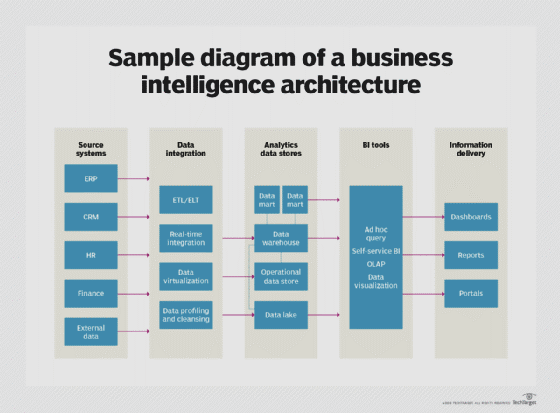 Sample diagram of a business
intelligence architecture
Source
systems
ERP
CRM
HR
Finance
External
data
Data
integration
ETL/ELT
Real-time
integration
Data
virtualization
Data profiling
and cleansing
Analytics
data stores
Data
mart
Data
mart
Data
warehouse
Operational
data store
Data lake
BI tools
Ad hoc
query
Self-service BI
OLAP
Data
visualization
Information
delivery
Dashboards
Reports
Portals
TechTarget